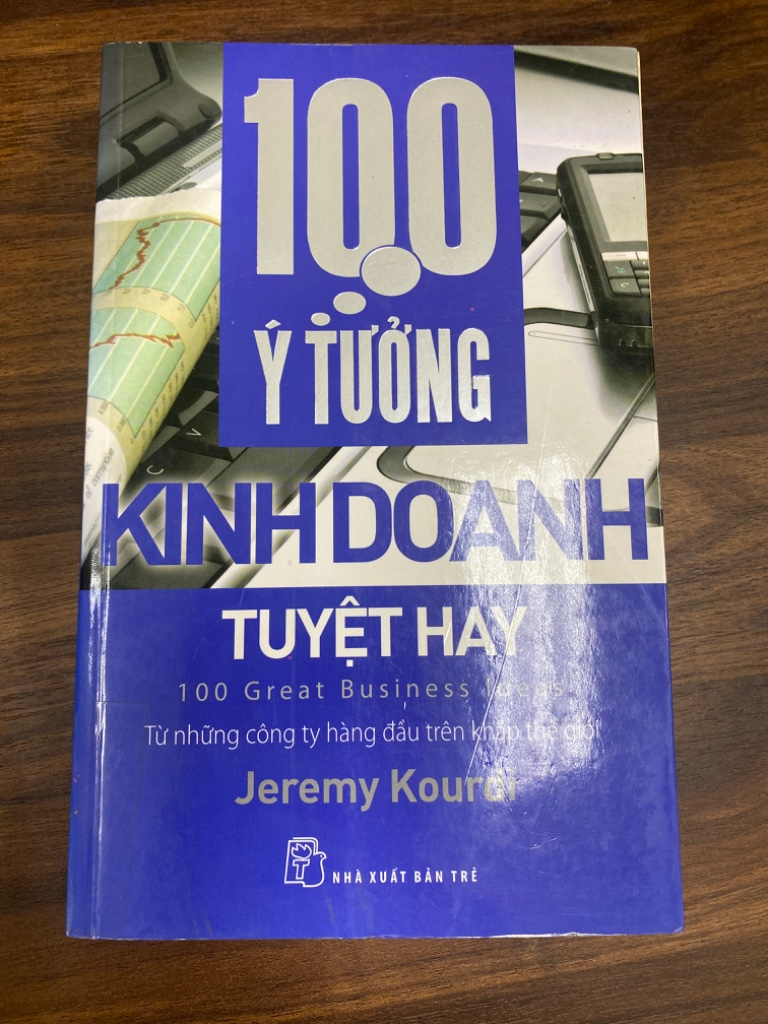 100
Ý TƯỞNG
KINH DOANH
TUYỆT HAY
100 Great Business Ideas
Từ những công ty hàng đầu trên khắp thế giới
Jeremy Kourdi
NHÀ XUẤT BẢN TRẺ